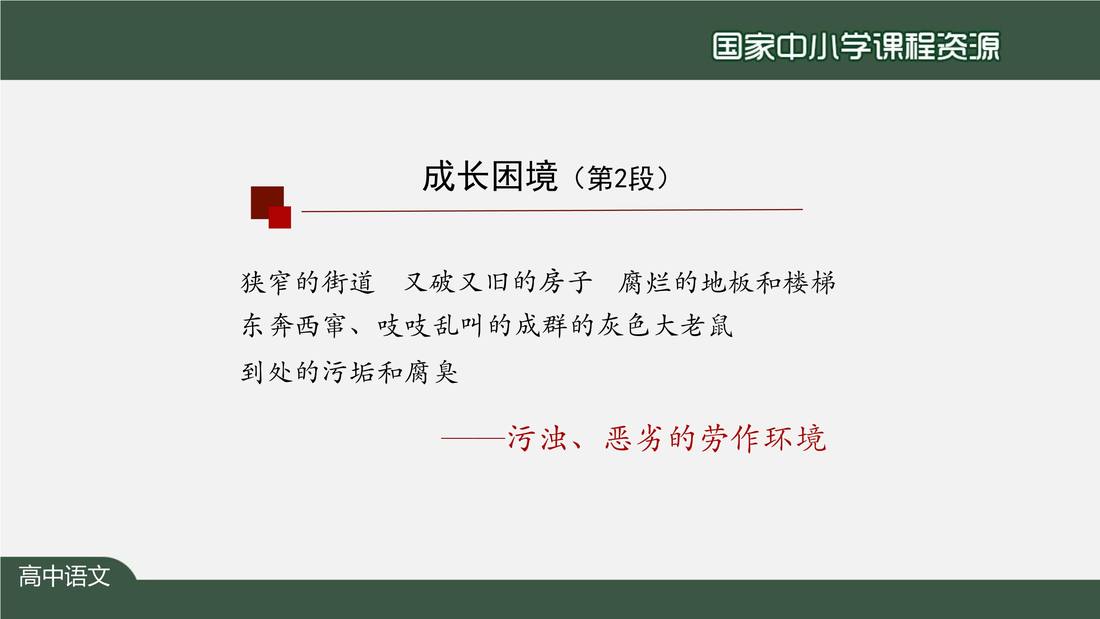 国家中小学课程资源
成长困境（第2段）
狭窄的街道 又破又旧的房子 腐烂的地板和楼梯
东奔西窜、吱吱乱叫的成群的灰色大老鼠
到处的污垢和腐臭
——污浊、恶劣的劳作环境
高中语文